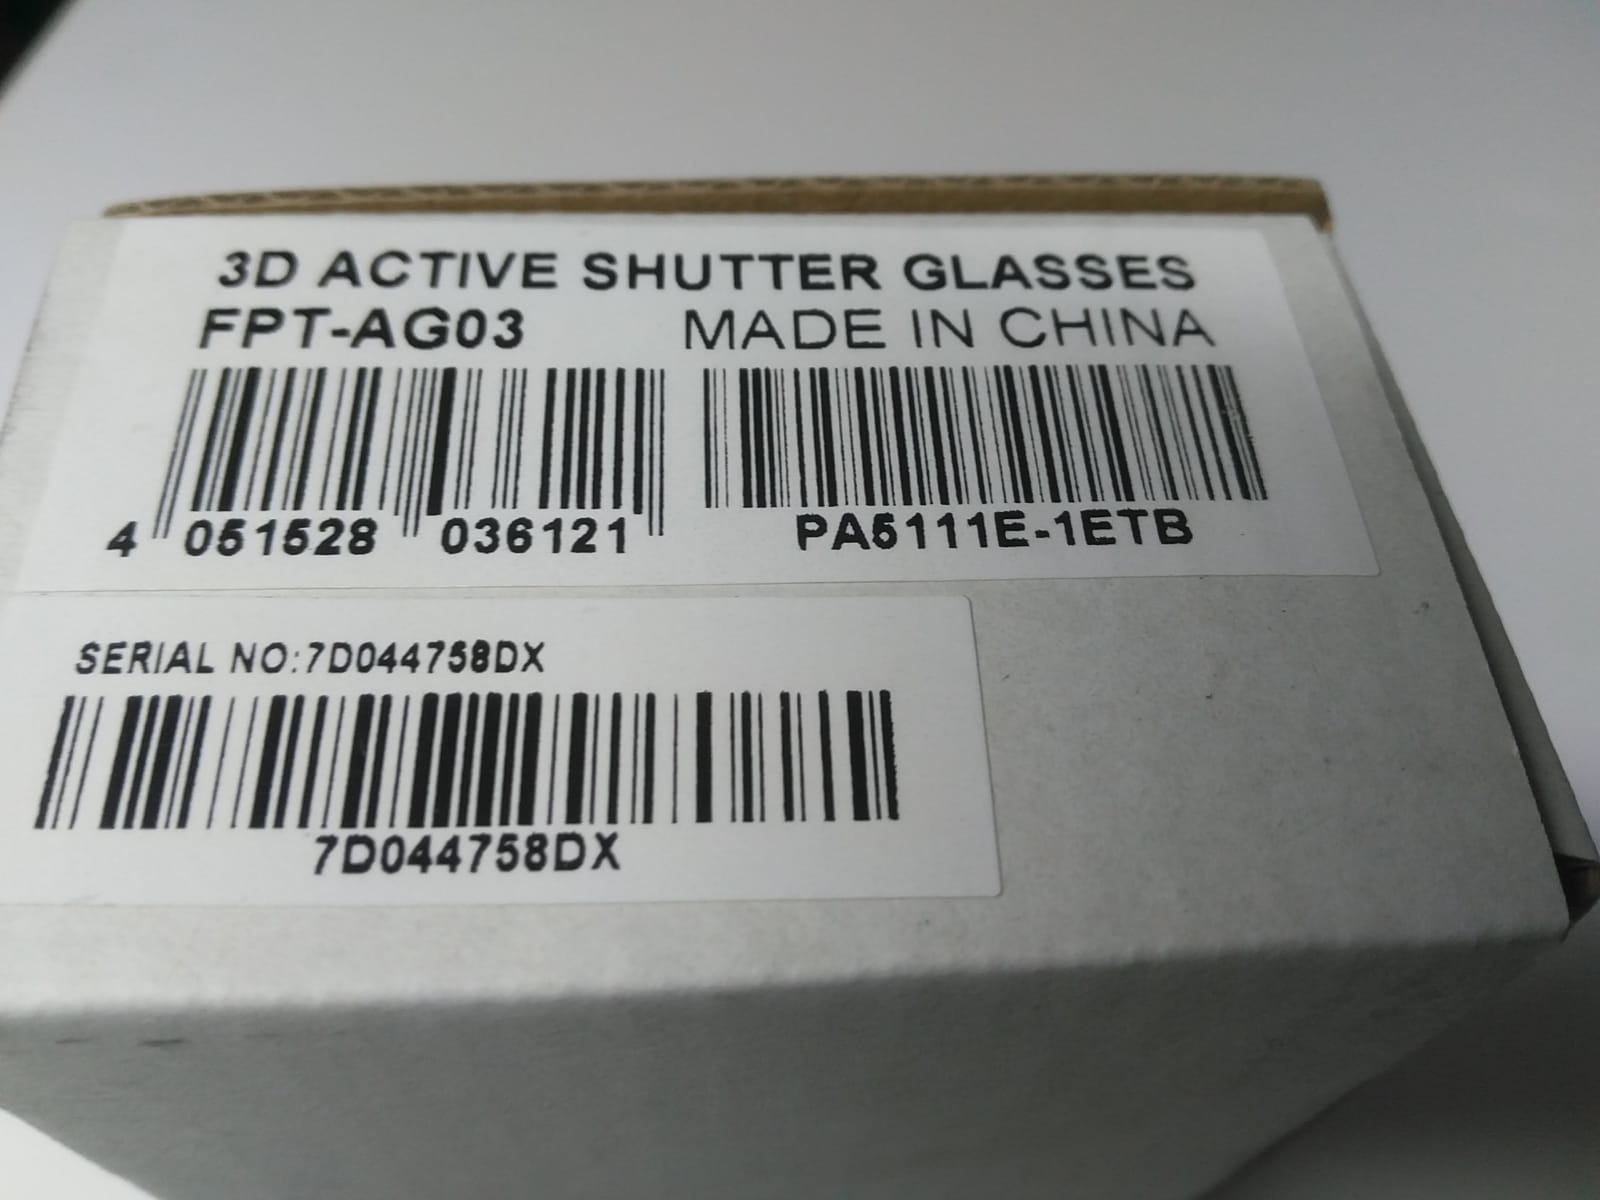 3D ACTIVE SHUTTER GLASSES
FPT-AG03 MADE IN CHINA
4 051528 036121 PA5111E-1ETB
SERIAL NO:7D044758DX
7D044758DX